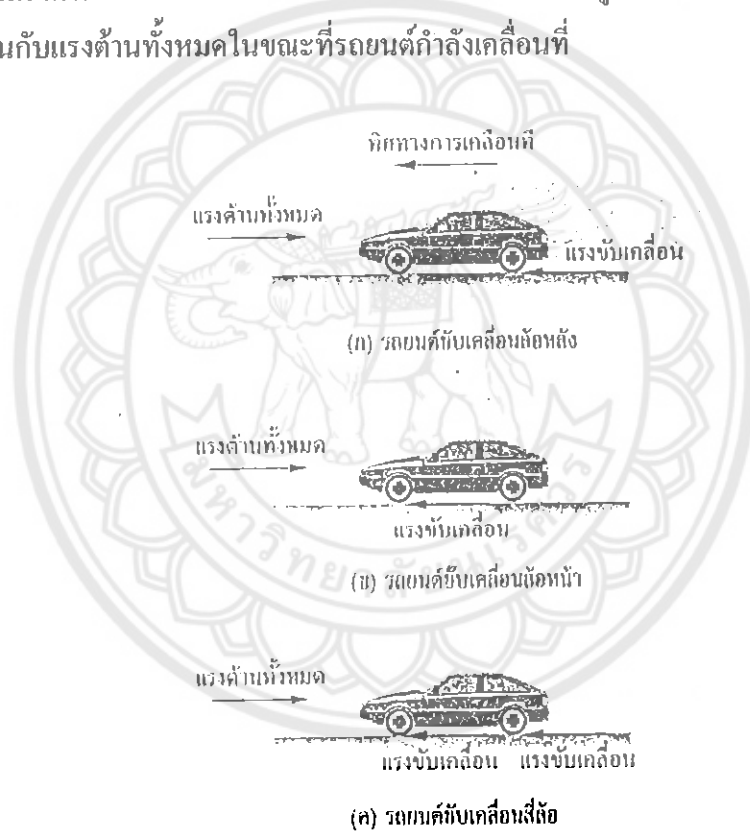 นกับแรงต้านทั้งหมดในขณะที่รถยนต์กำลังเคลื่อนที่
ทิศทางการเคลื่อนที่
แรงต้านทั้งหมด
แรงขับเคลื่อน
(ก) รถยนต์ขับเคลื่อนล้อหลัง
แรงต้านทั้งหมด
แรงขับเคลื่อน
(ข) รถยนต์ขับเคลื่อนล้อหน้า
แรงต้านทั้งหมด
แรงขับเคลื่อน แรงขับเคลื่อน
(ค) รถยนต์ขับเคลื่อนสี่ล้อ